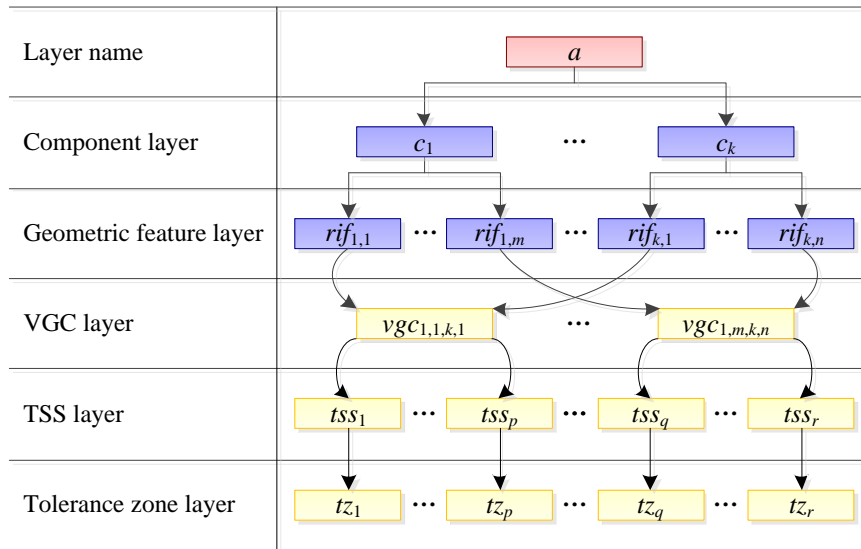 Layer name a
Component layer c1 ··· ck
Geometric feature layer rif1,1 ··· rif1,m ··· rifk,1 ··· rifk,n
VGC layer vgc1,1,k,1 ··· vgc1,m,k,n
TSS layer tss1 ··· tssp ··· tssq ··· tssr
Tolerance zone layer tz1 ··· tzp ··· tzq ··· tzr